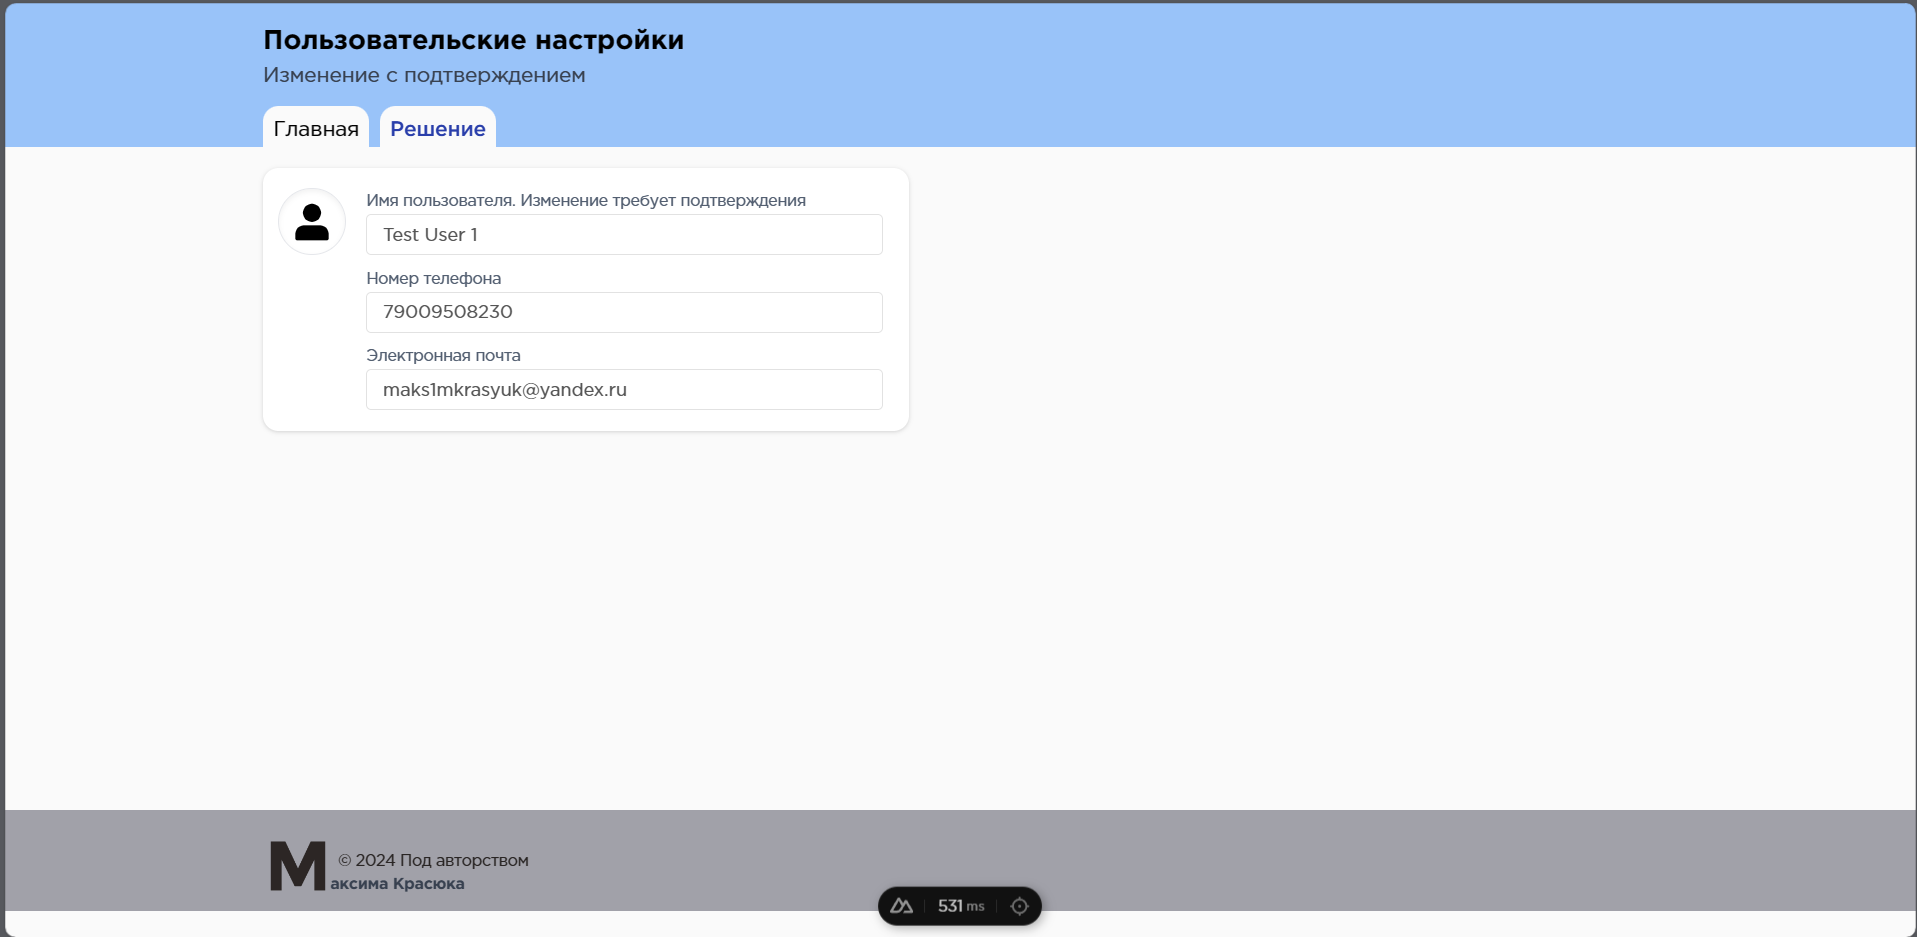 Пользовательские настройки
Изменение с подтверждением
Главная Решение
Имя пользователя. Изменение требует подтверждения
Test User 1
Номер телефона
79009508230
Электронная почта
maks1mkrasyuk@yandex.ru
М © 2024 Под авторством
аксима Красюка
531 ms